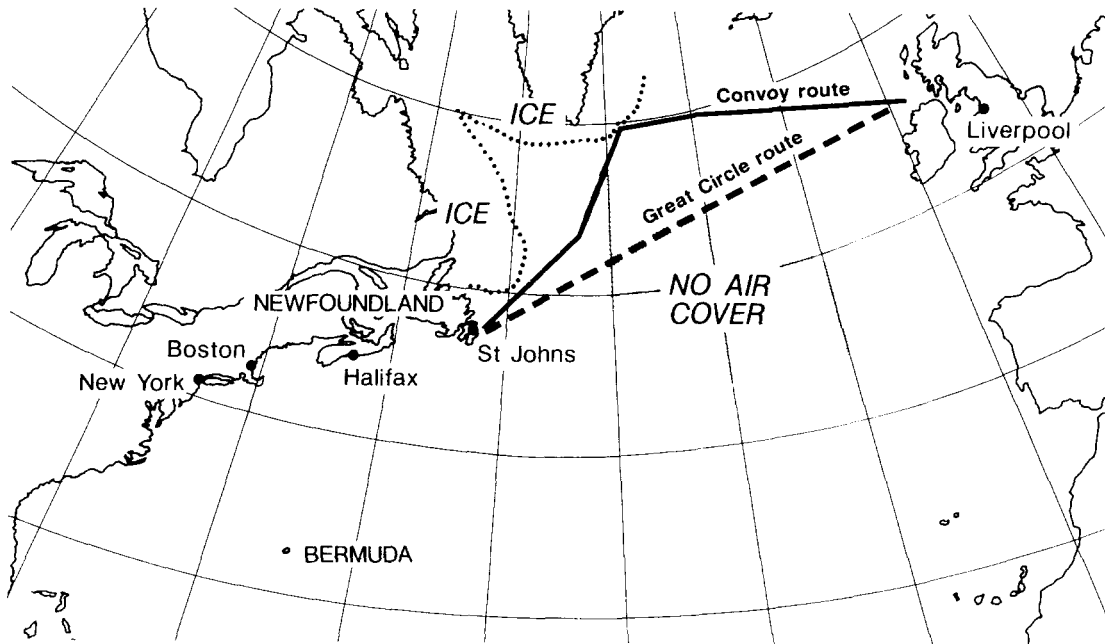 ICE
Convoy route
Liverpool
Great Circle route
ICE
NO AIR
COVER
NEWFOUNDLAND
St Johns
Boston
Halifax
New York
BERMUDA